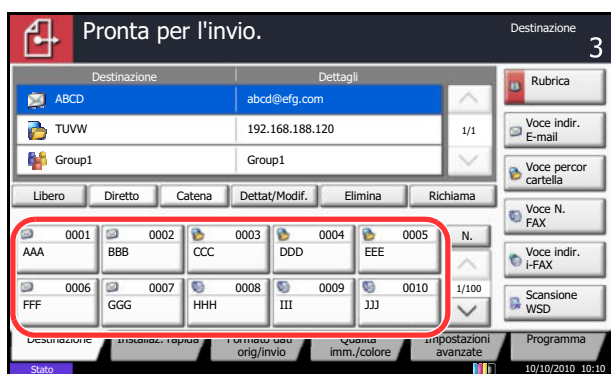 Pronta per l'invio.
Destinazione
3
Destinazione Dettagli
ABCD abcd@efg.com
TUVW 192.168.188.120 1/1
Group1 Group1
Libero Diretto Catena Dettat/Modif. Elimina Richiama
0001 0002 0003 0004 0005 N.
AAA BBB CCC DDD EEE
0006 0007 0008 0009 0010 1/100
FFF GGG HHH III JJJ
Rubrica
Voce indir.
E-mail
Voce percor
cartella
Voce N.
FAX
Voce indir.
i-FAX
Scansione
WSD
Destinazione Installaz. rapida Formato dati Qualità Impostazioni Programma
orig/invio imm./colore avanzate
Stato 10/10/2010 10:10